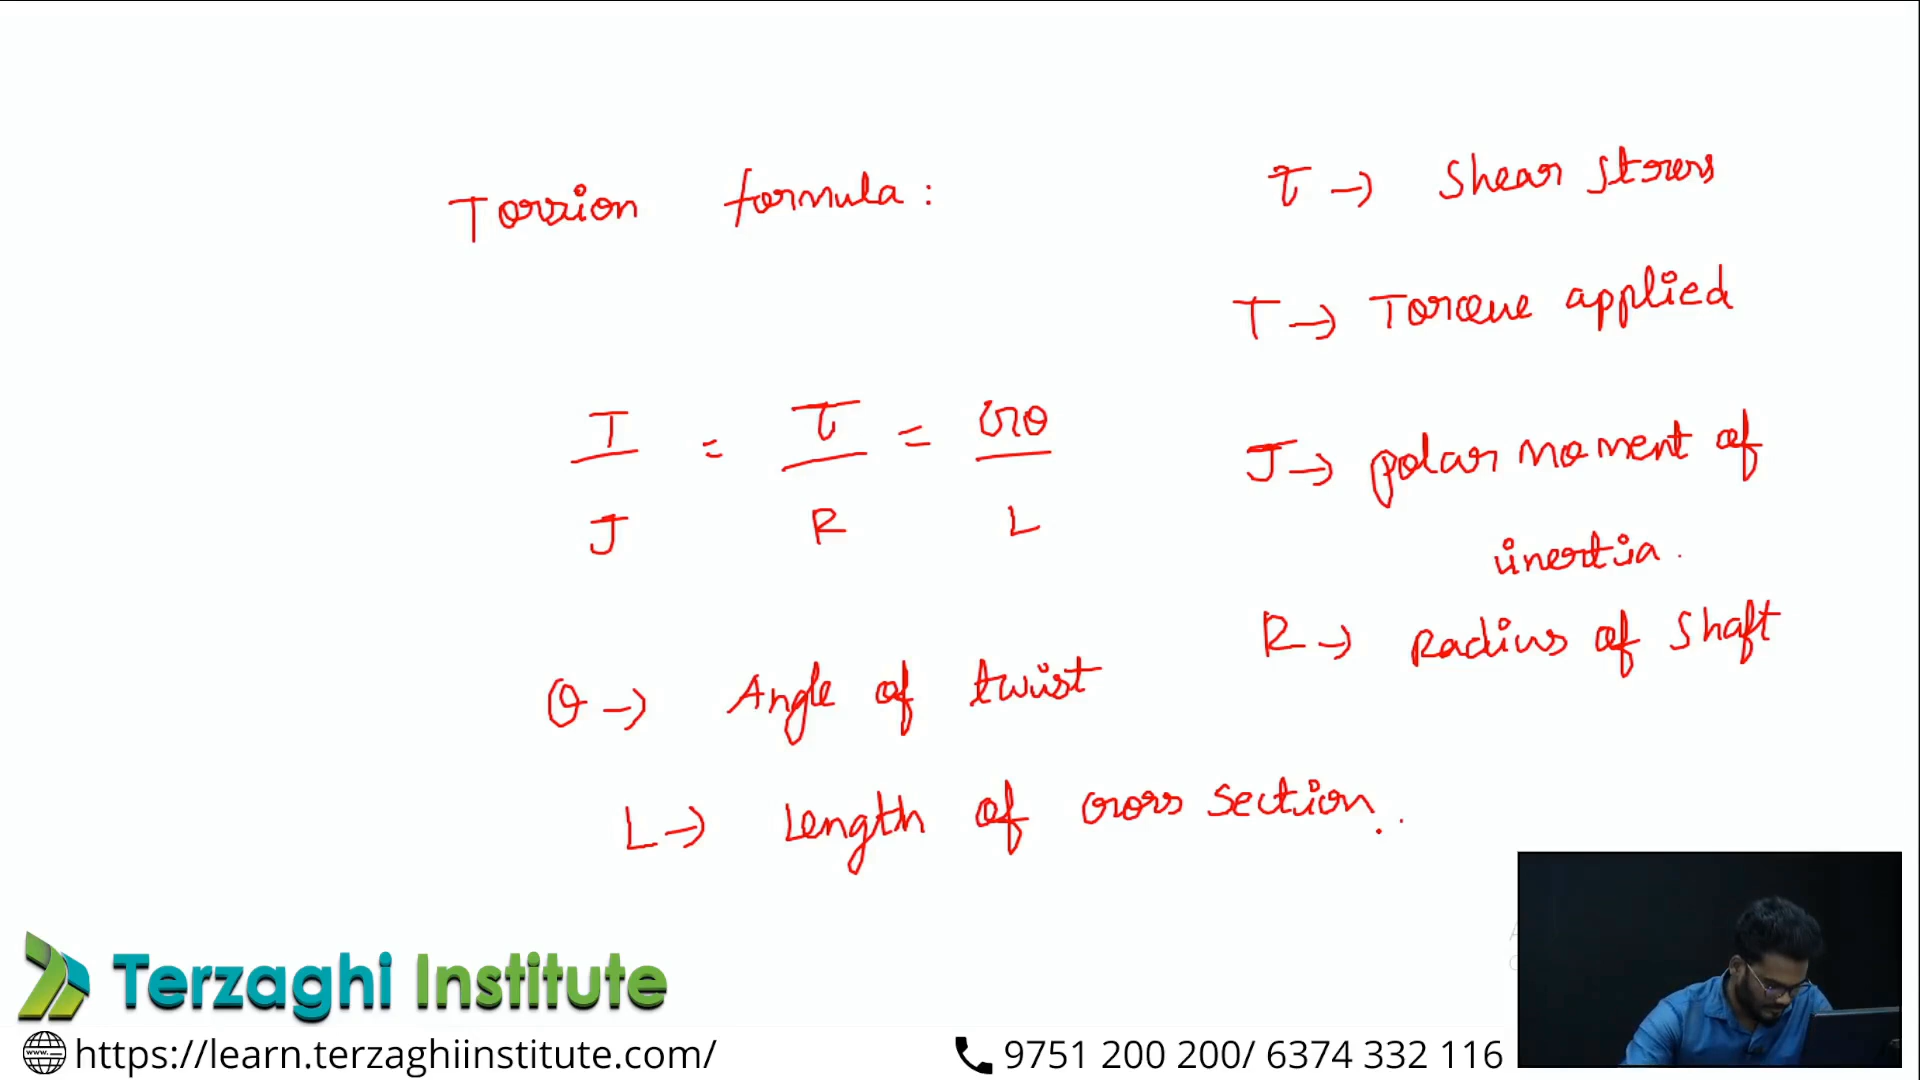 Torsion formula:
τ → Shear stress
T → Torque applied
T/J = τ/R = Gθ/L
J → polar moment of
inertia.
R → Radius of shaft
θ → Angle of twist
L → Length of cross section.
Terzaghi Institute
www. https://learn.terzaghiinstitute.com/
9751 200 200/ 6374 332 116